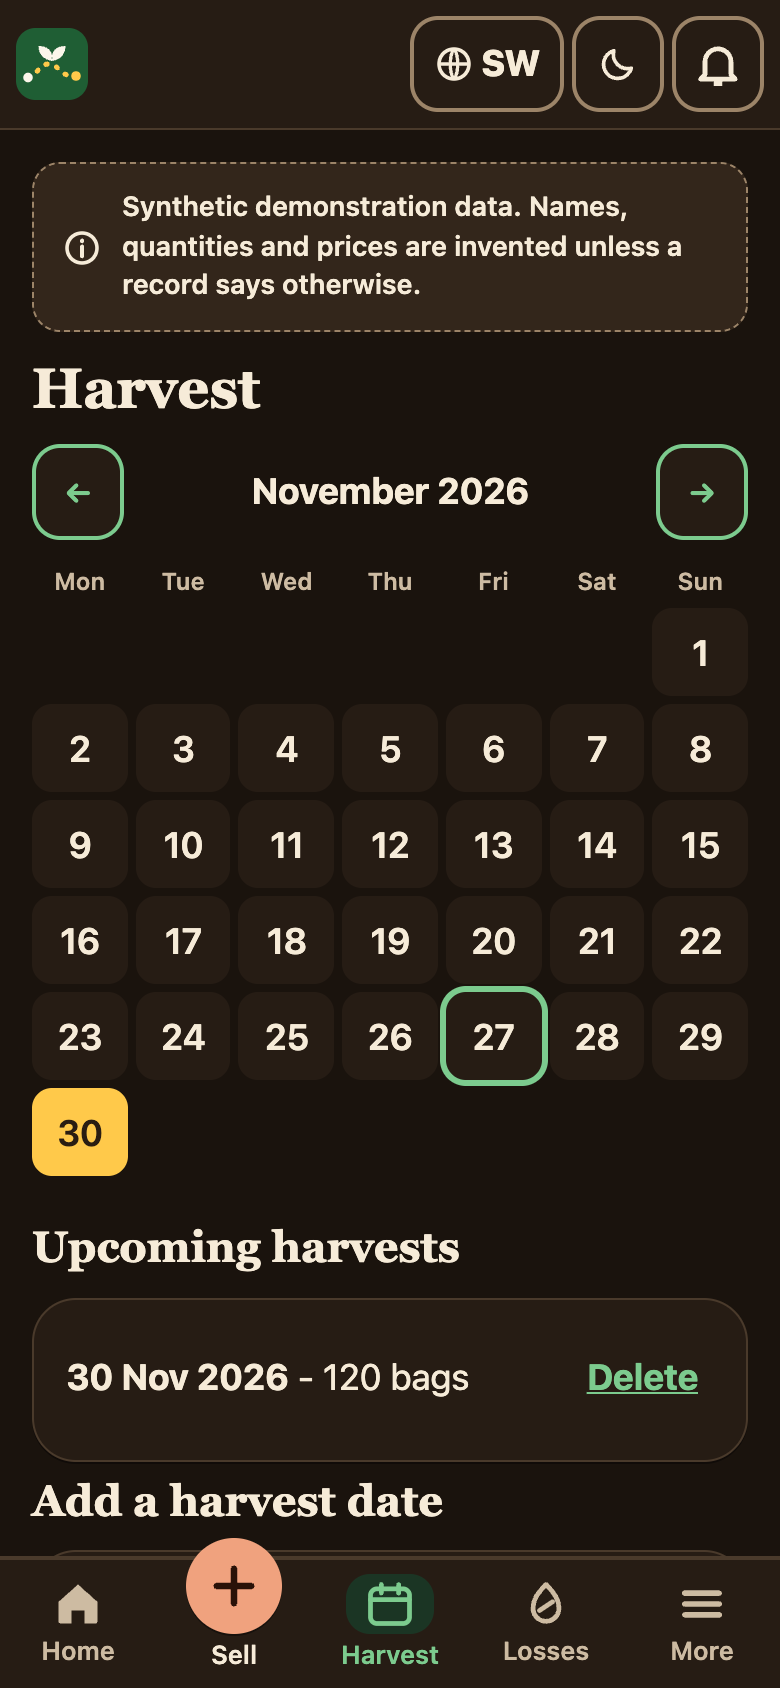 SW
Synthetic demonstration data. Names,
quantities and prices are invented unless a
record says otherwise.
Harvest
November 2026
Mon Tue Wed Thu Fri Sat Sun
1
2 3 4 5 6 7 8
9 10 11 12 13 14 15
16 17 18 19 20 21 22
23 24 25 26 27 28 29
30
Upcoming harvests
30 Nov 2026 - 120 bags Delete
Add a harvest date
Home Sell Harvest Losses More